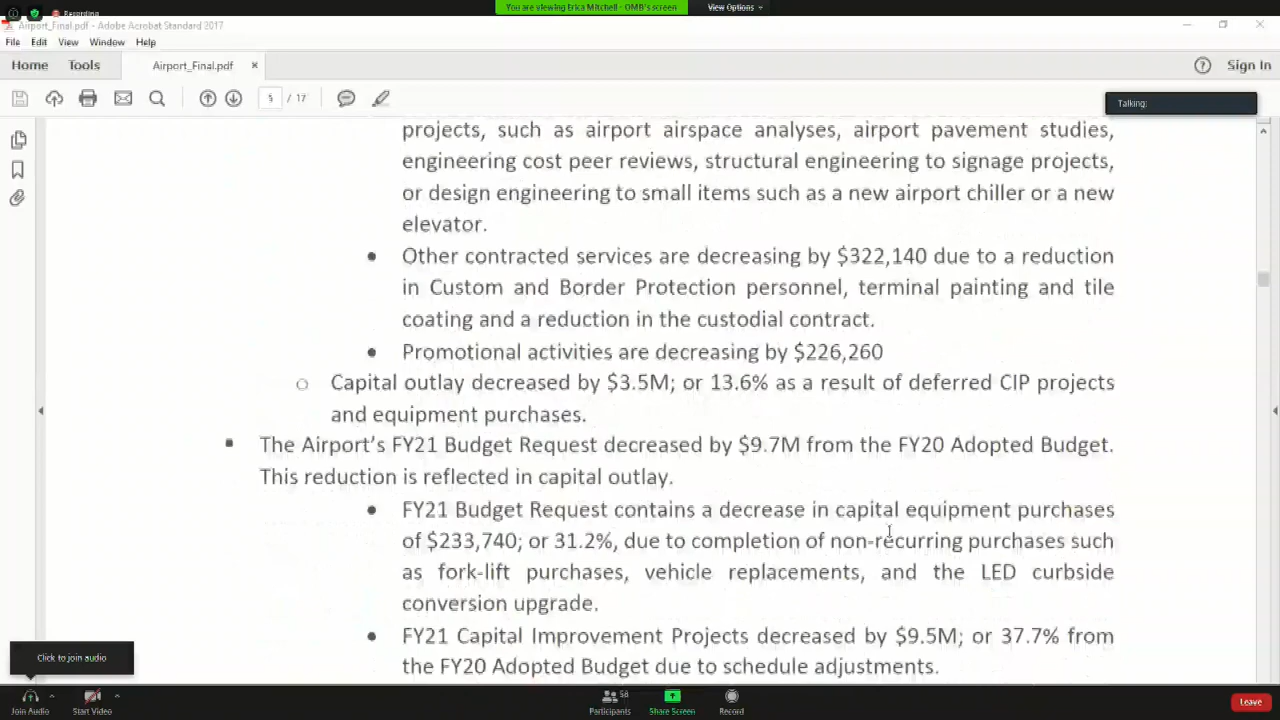 Recording
You are viewing Erica Mitchell - OMB's screen
View Options
Airport_Final.pdf - Adobe Acrobat Standard 2017
File Edit View Window Help
Home Tools Airport_Final.pdf × Sign In
5 / 17
Talking:
projects, such as airport airspace analyses, airport pavement studies,
engineering cost peer reviews, structural engineering to signage projects,
or design engineering to small items such as a new airport chiller or a new
elevator.
• Other contracted services are decreasing by $322,140 due to a reduction
in Custom and Border Protection personnel, terminal painting and tile
coating and a reduction in the custodial contract.
• Promotional activities are decreasing by $226,260
○ Capital outlay decreased by $3.5M; or 13.6% as a result of deferred CIP projects
and equipment purchases.
▪ The Airport's FY21 Budget Request decreased by $9.7M from the FY20 Adopted Budget.
This reduction is reflected in capital outlay.
• FY21 Budget Request contains a decrease in capital equipment purchases
of $233,740; or 31.2%, due to completion of non-recurring purchases such
as fork-lift purchases, vehicle replacements, and the LED curbside
conversion upgrade.
• FY21 Capital Improvement Projects decreased by $9.5M; or 37.7% from
the FY20 Adopted Budget due to schedule adjustments.
Click to join audio
Join Audio Start Video Participants 58 Share Screen Record Leave